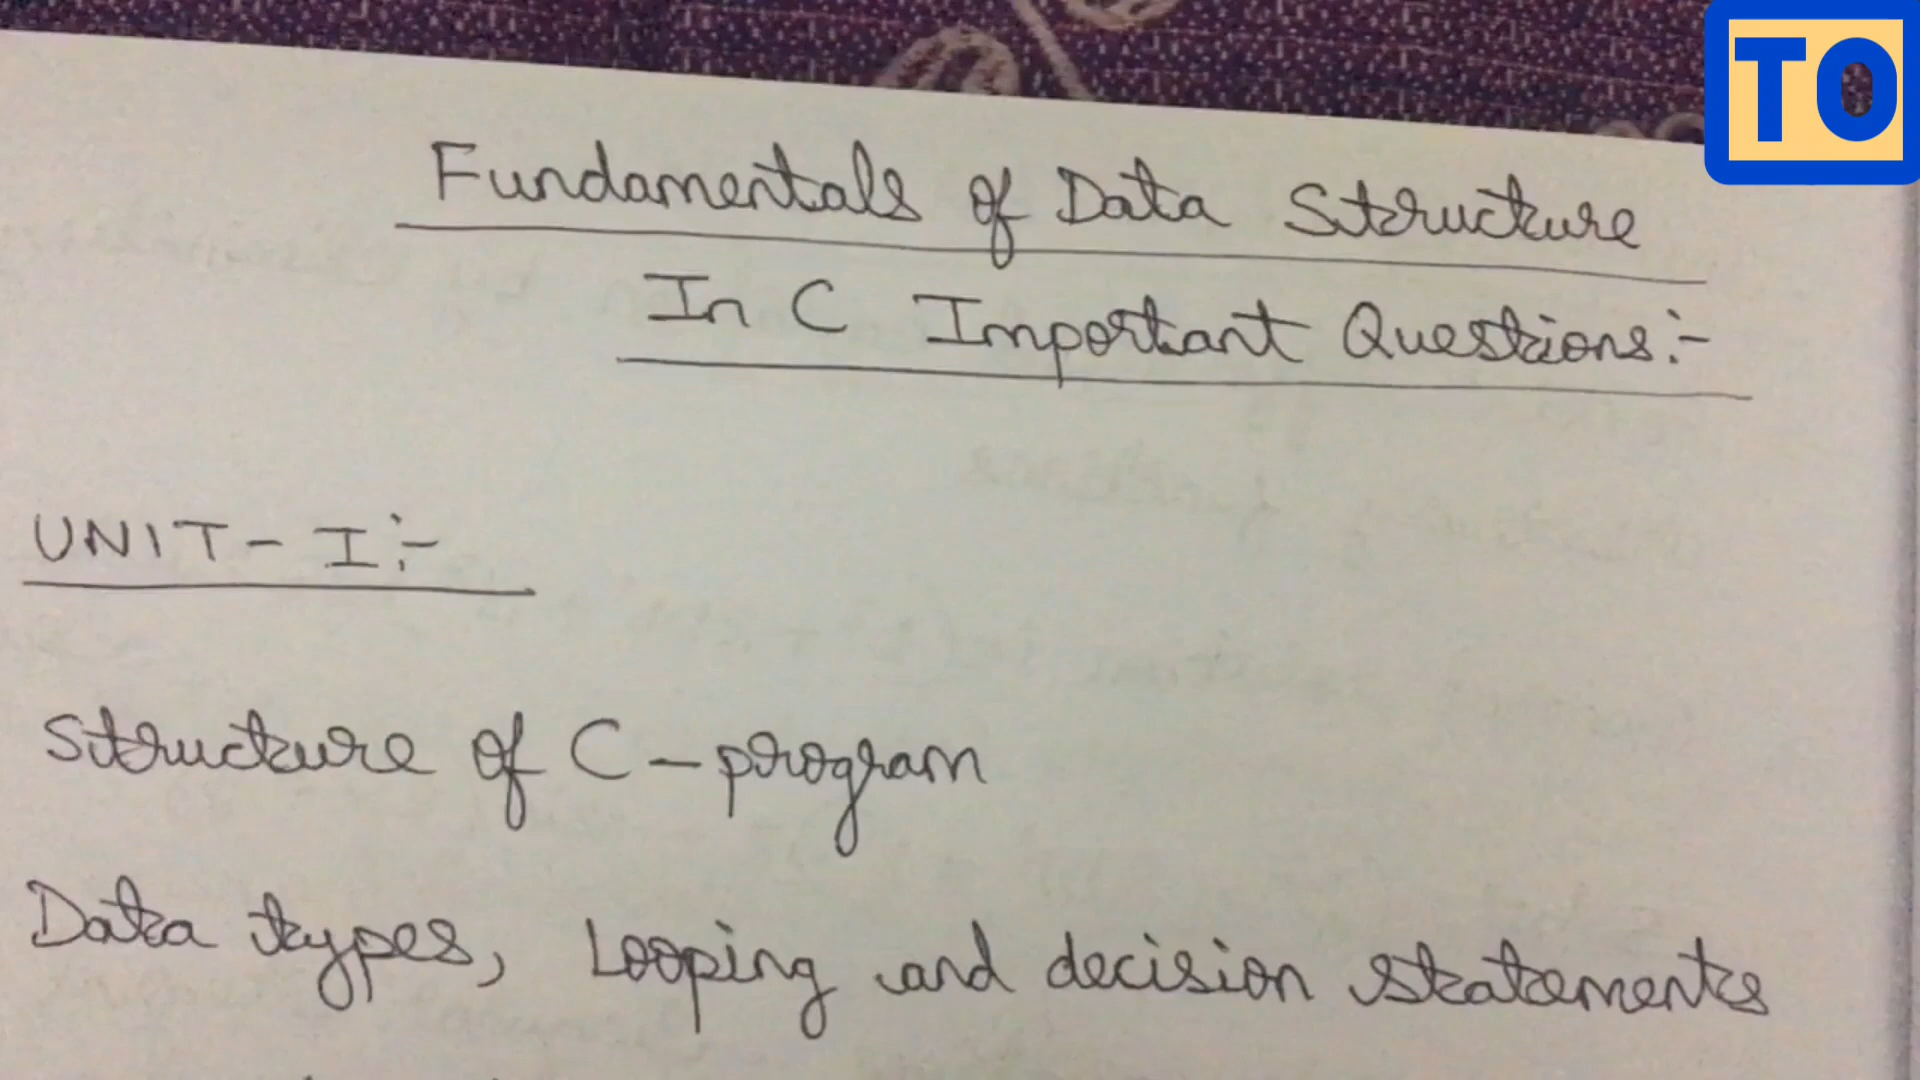 TO
Fundamentals of Data Structure
In C Important Questions:-
UNIT - I:-
Structure of C - program
Data types, Looping and decision statements